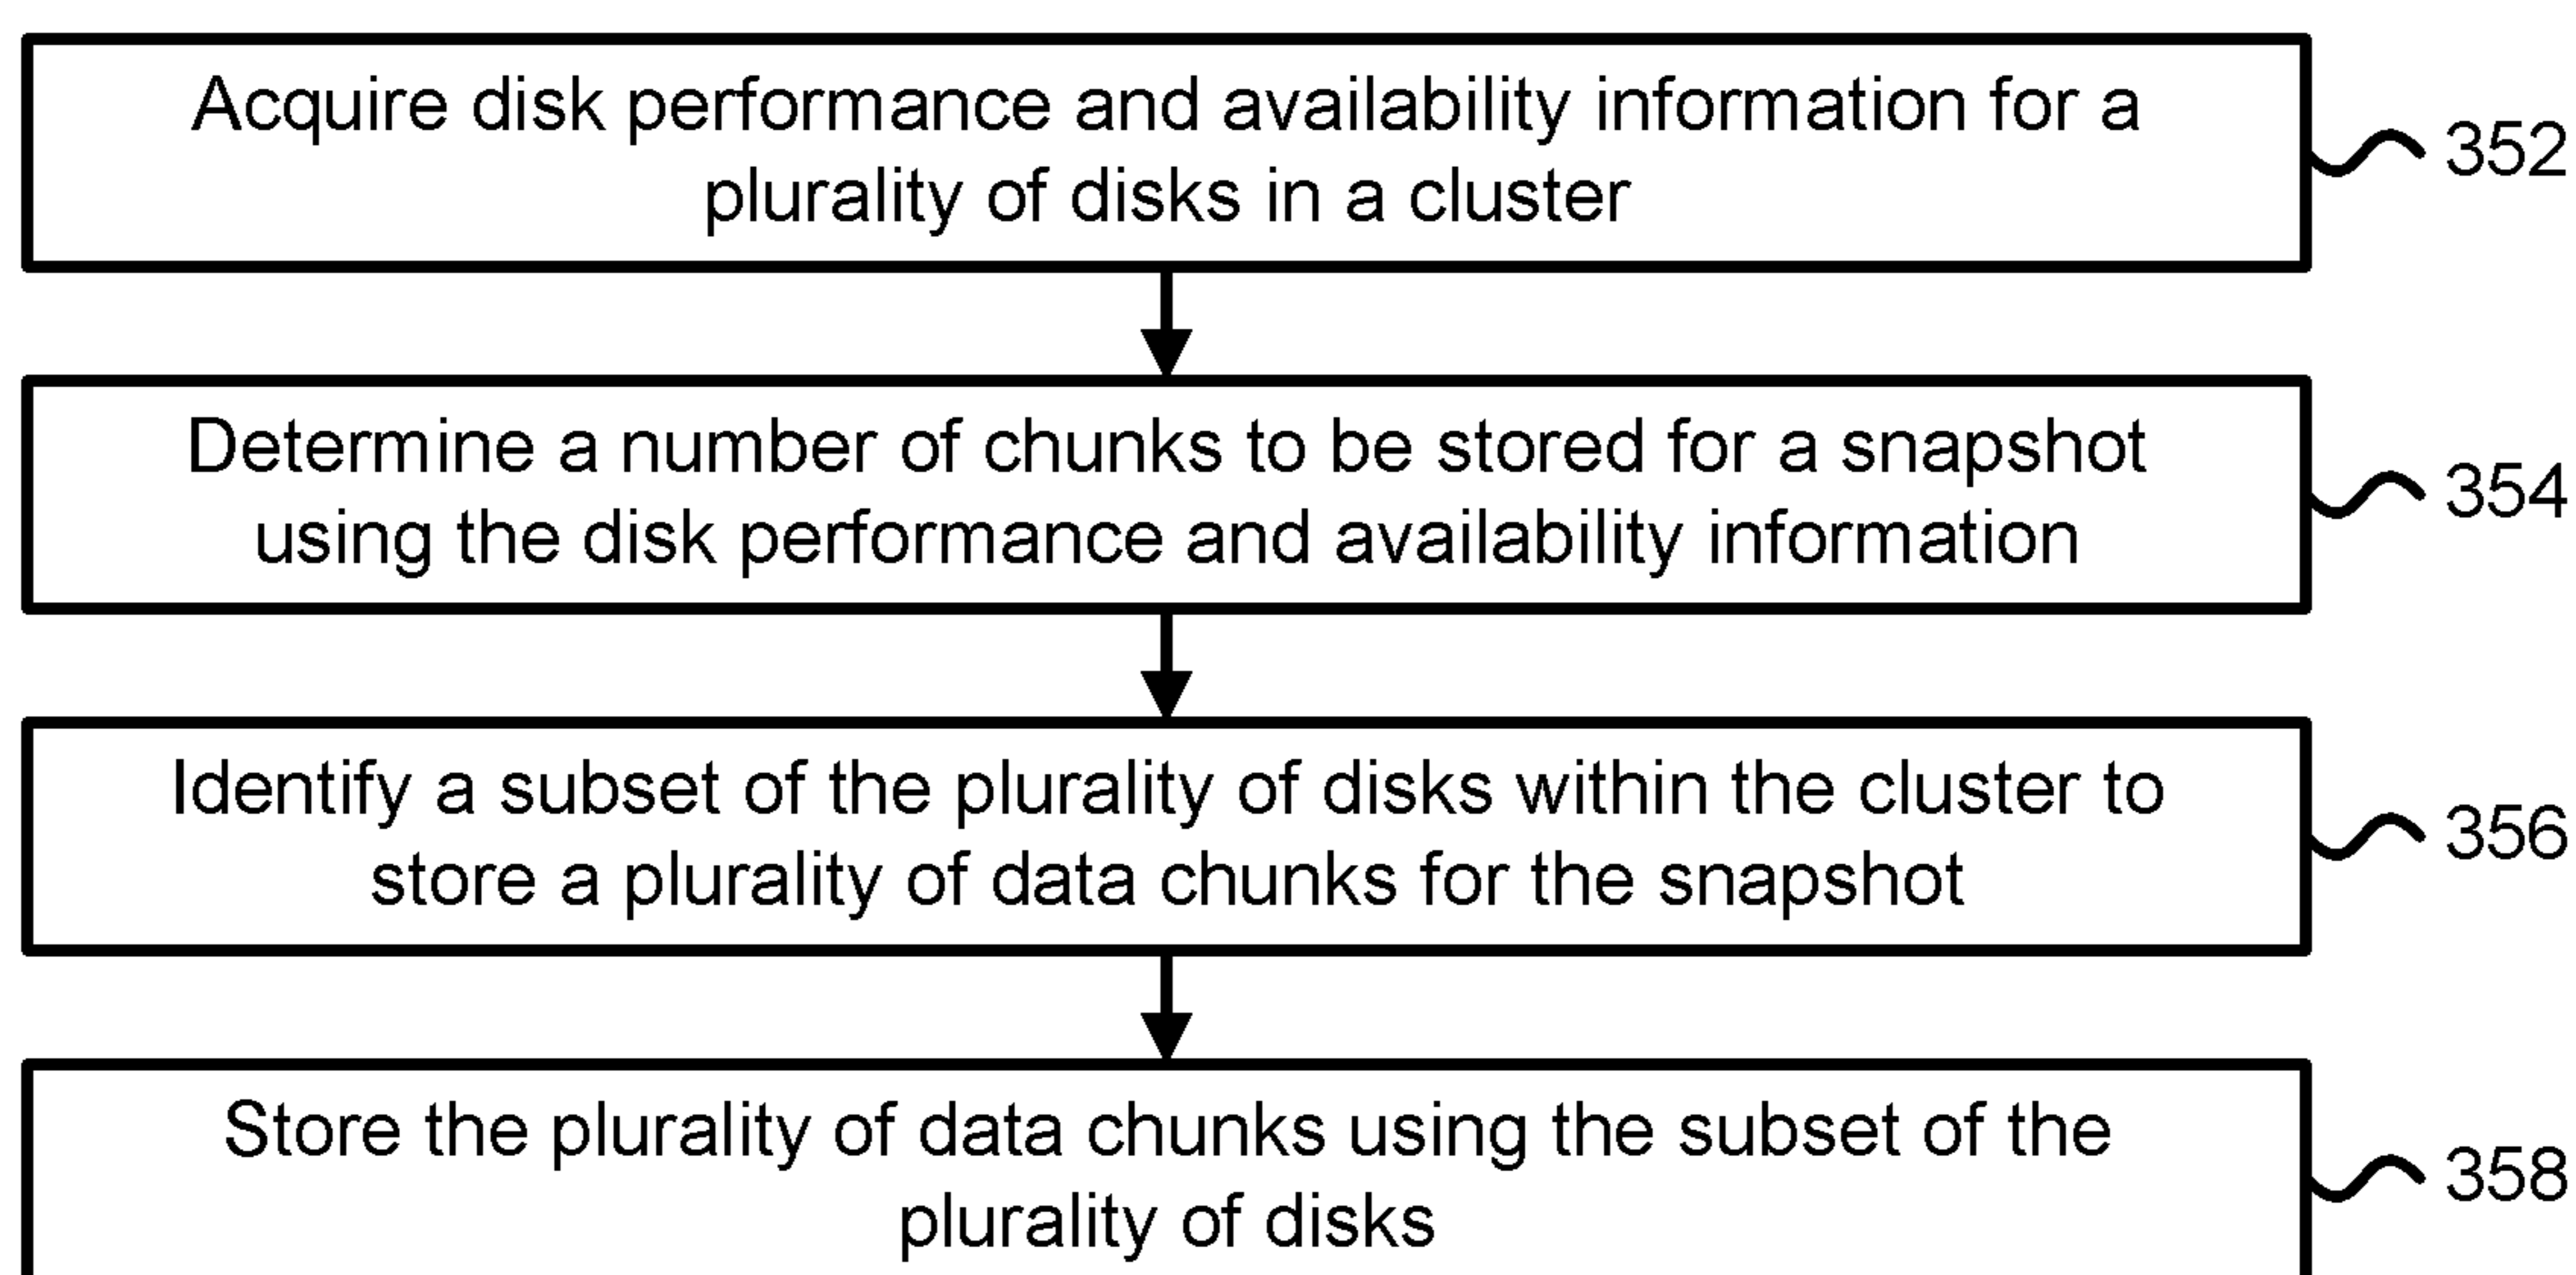 Acquire disk performance and availability information for a
plurality of disks in a cluster
352
Determine a number of chunks to be stored for a snapshot
using the disk performance and availability information
354
Identify a subset of the plurality of disks within the cluster to
store a plurality of data chunks for the snapshot
356
Store the plurality of data chunks using the subset of the
plurality of disks
358